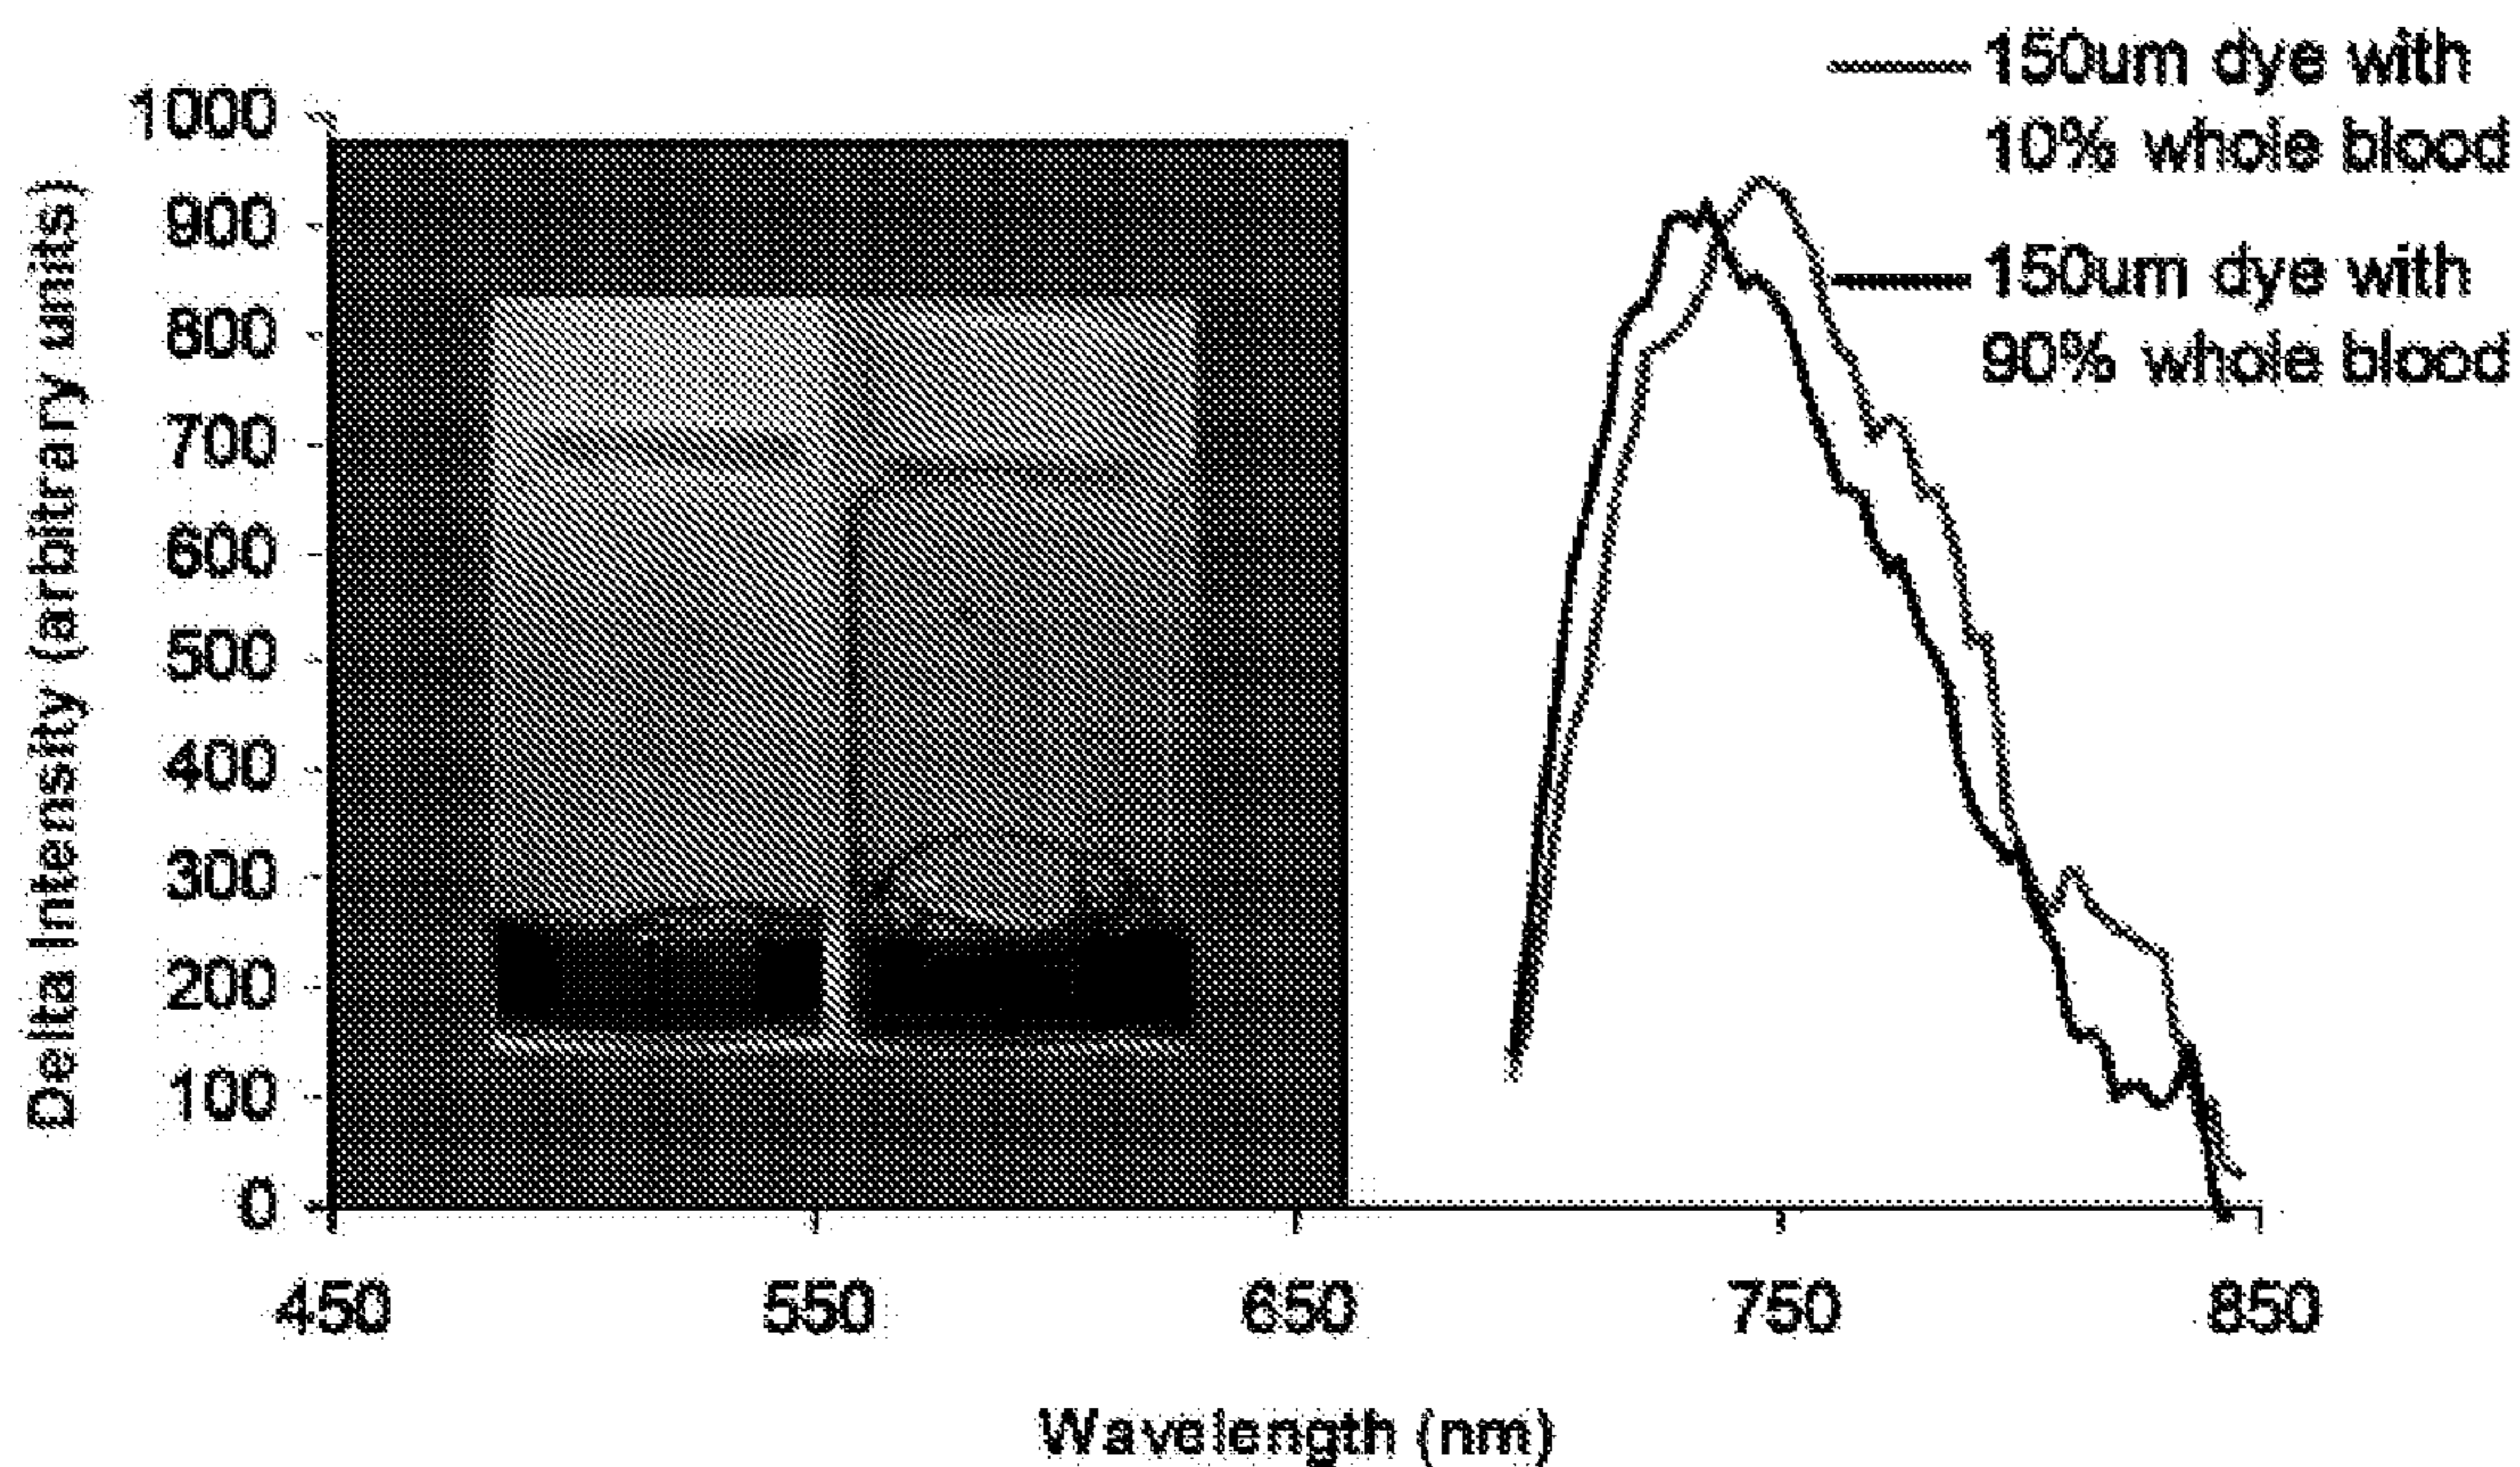 150um dye with
10% whole blood
150um dye with
90% whole blood
Delta Intensity (arbitrary units)
1000
900
800
700
600
500
400
300
200
100
0
450 550 650 750 850
Wavelength (nm)